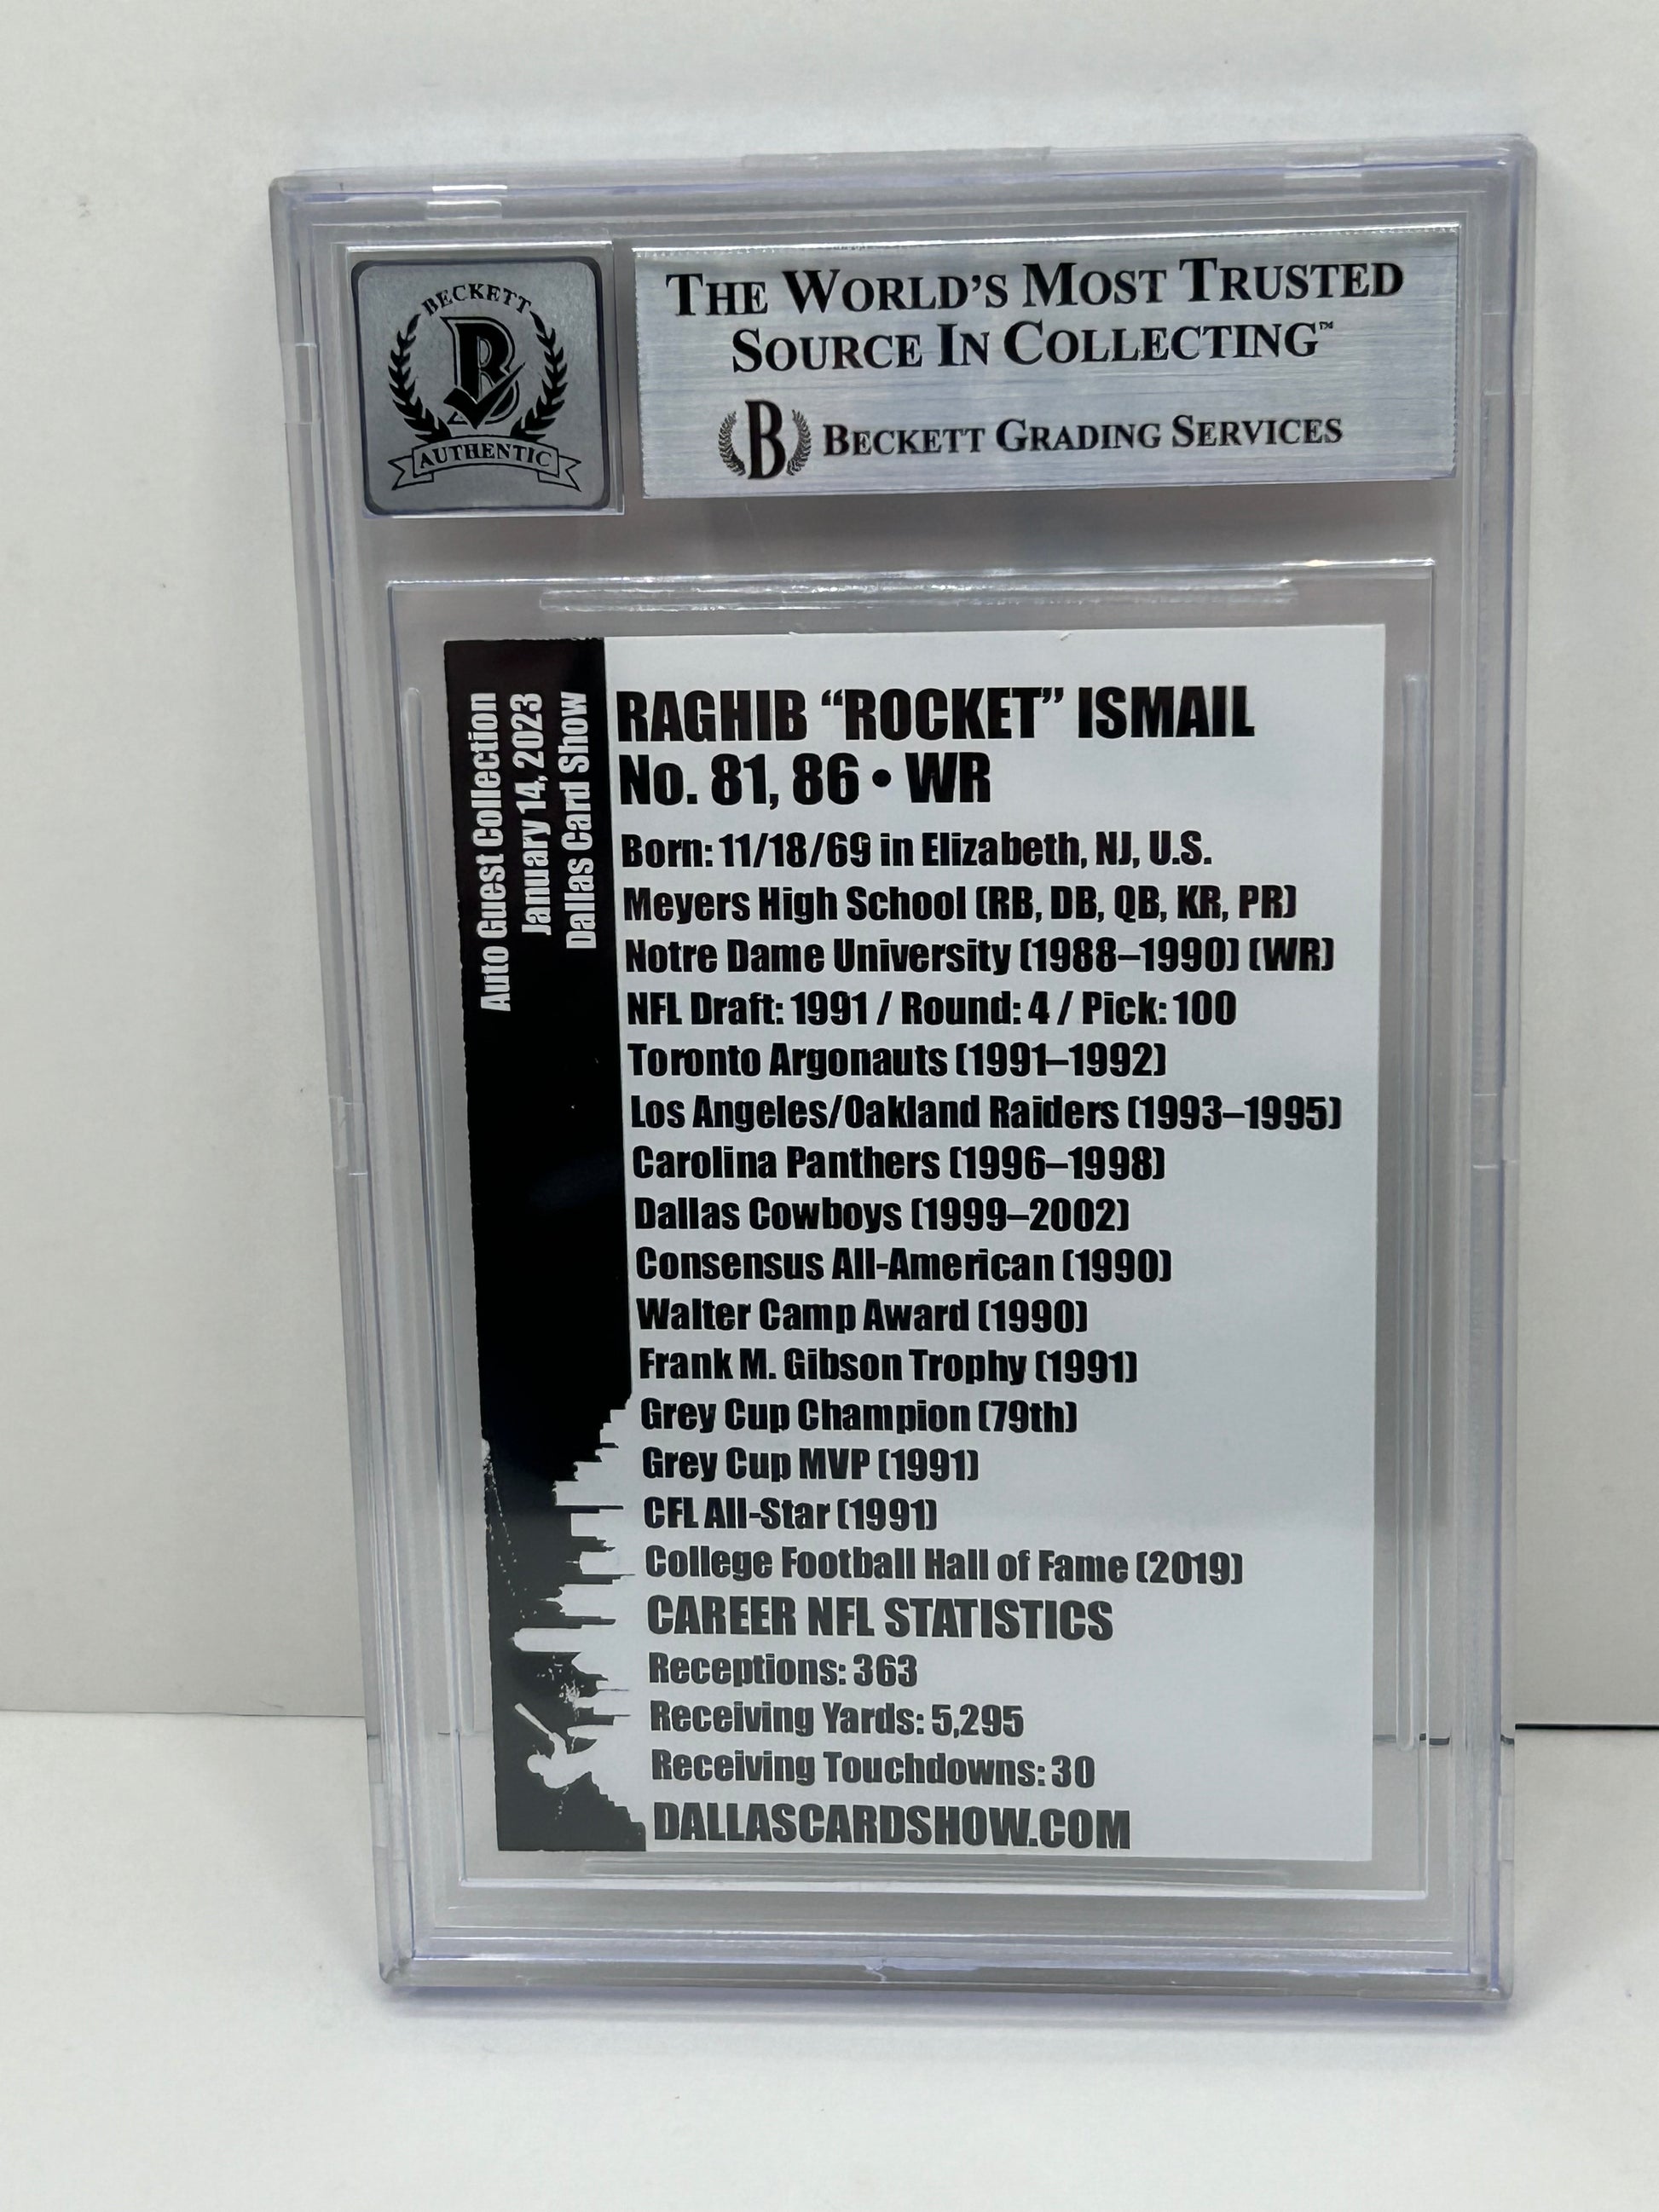 BECKETT
AUTHENTIC
THE WORLD'S MOST TRUSTED
SOURCE IN COLLECTING™
B BECKETT GRADING SERVICES
Auto Guest Collection
January 14, 2023
Dallas Card Show
RAGHIB “ROCKET” ISMAIL
No. 81, 86 • WR
Born: 11/18/69 in Elizabeth, NJ, U.S.
Meyers High School (RB, DB, QB, KR, PR)
Notre Dame University (1988–1990) (WR)
NFL Draft: 1991 / Round: 4 / Pick: 100
Toronto Argonauts (1991–1992)
Los Angeles/Oakland Raiders (1993–1995)
Carolina Panthers (1996–1998)
Dallas Cowboys (1999–2002)
Consensus All-American (1990)
Walter Camp Award (1990)
Frank M. Gibson Trophy (1991)
Grey Cup Champion (79th)
Grey Cup MVP (1991)
CFL All-Star (1991)
College Football Hall of Fame (2019)
CAREER NFL STATISTICS
Receptions: 363
Receiving Yards: 5,295
Receiving Touchdowns: 30
DALLASCARDSHOW.COM